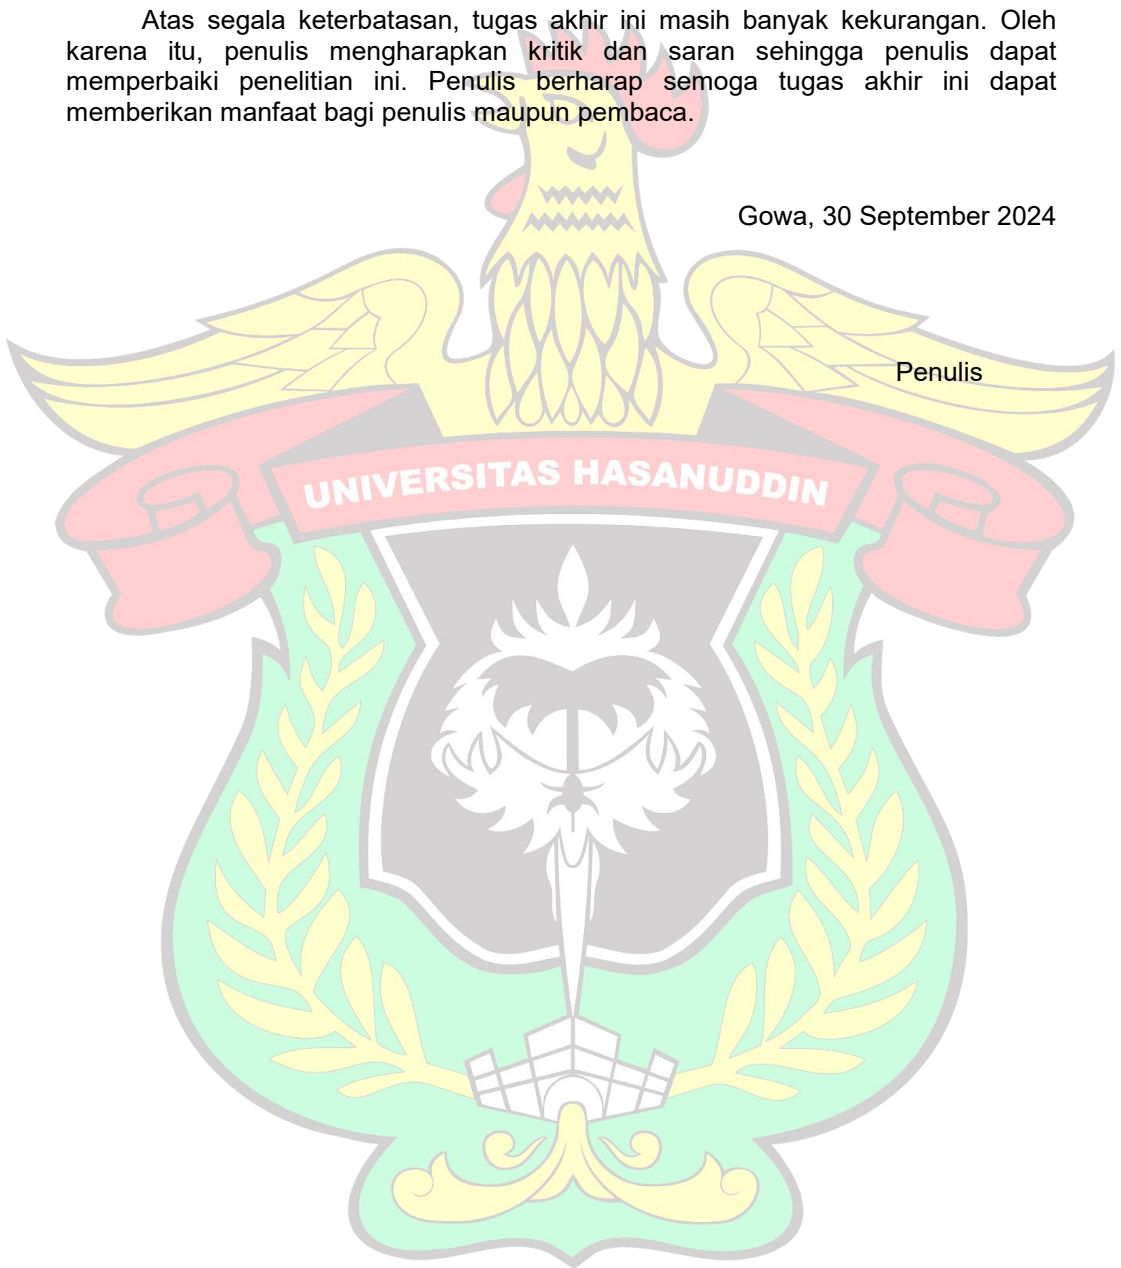 Atas segala keterbatasan, tugas akhir ini masih banyak kekurangan. Oleh
karena itu, penulis mengharapkan kritik dan saran sehingga penulis dapat
memperbaiki penelitian ini. Penulis berharap semoga tugas akhir ini dapat
memberikan manfaat bagi penulis maupun pembaca.
Gowa, 30 September 2024
Penulis
UNIVERSITAS HASANUDDIN